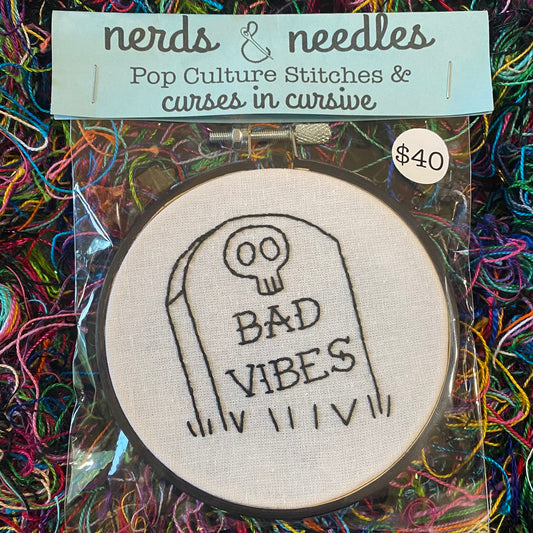 nerds & needles
Pop Culture Stitches &
curses in cursive
$40
BAD
VIBES